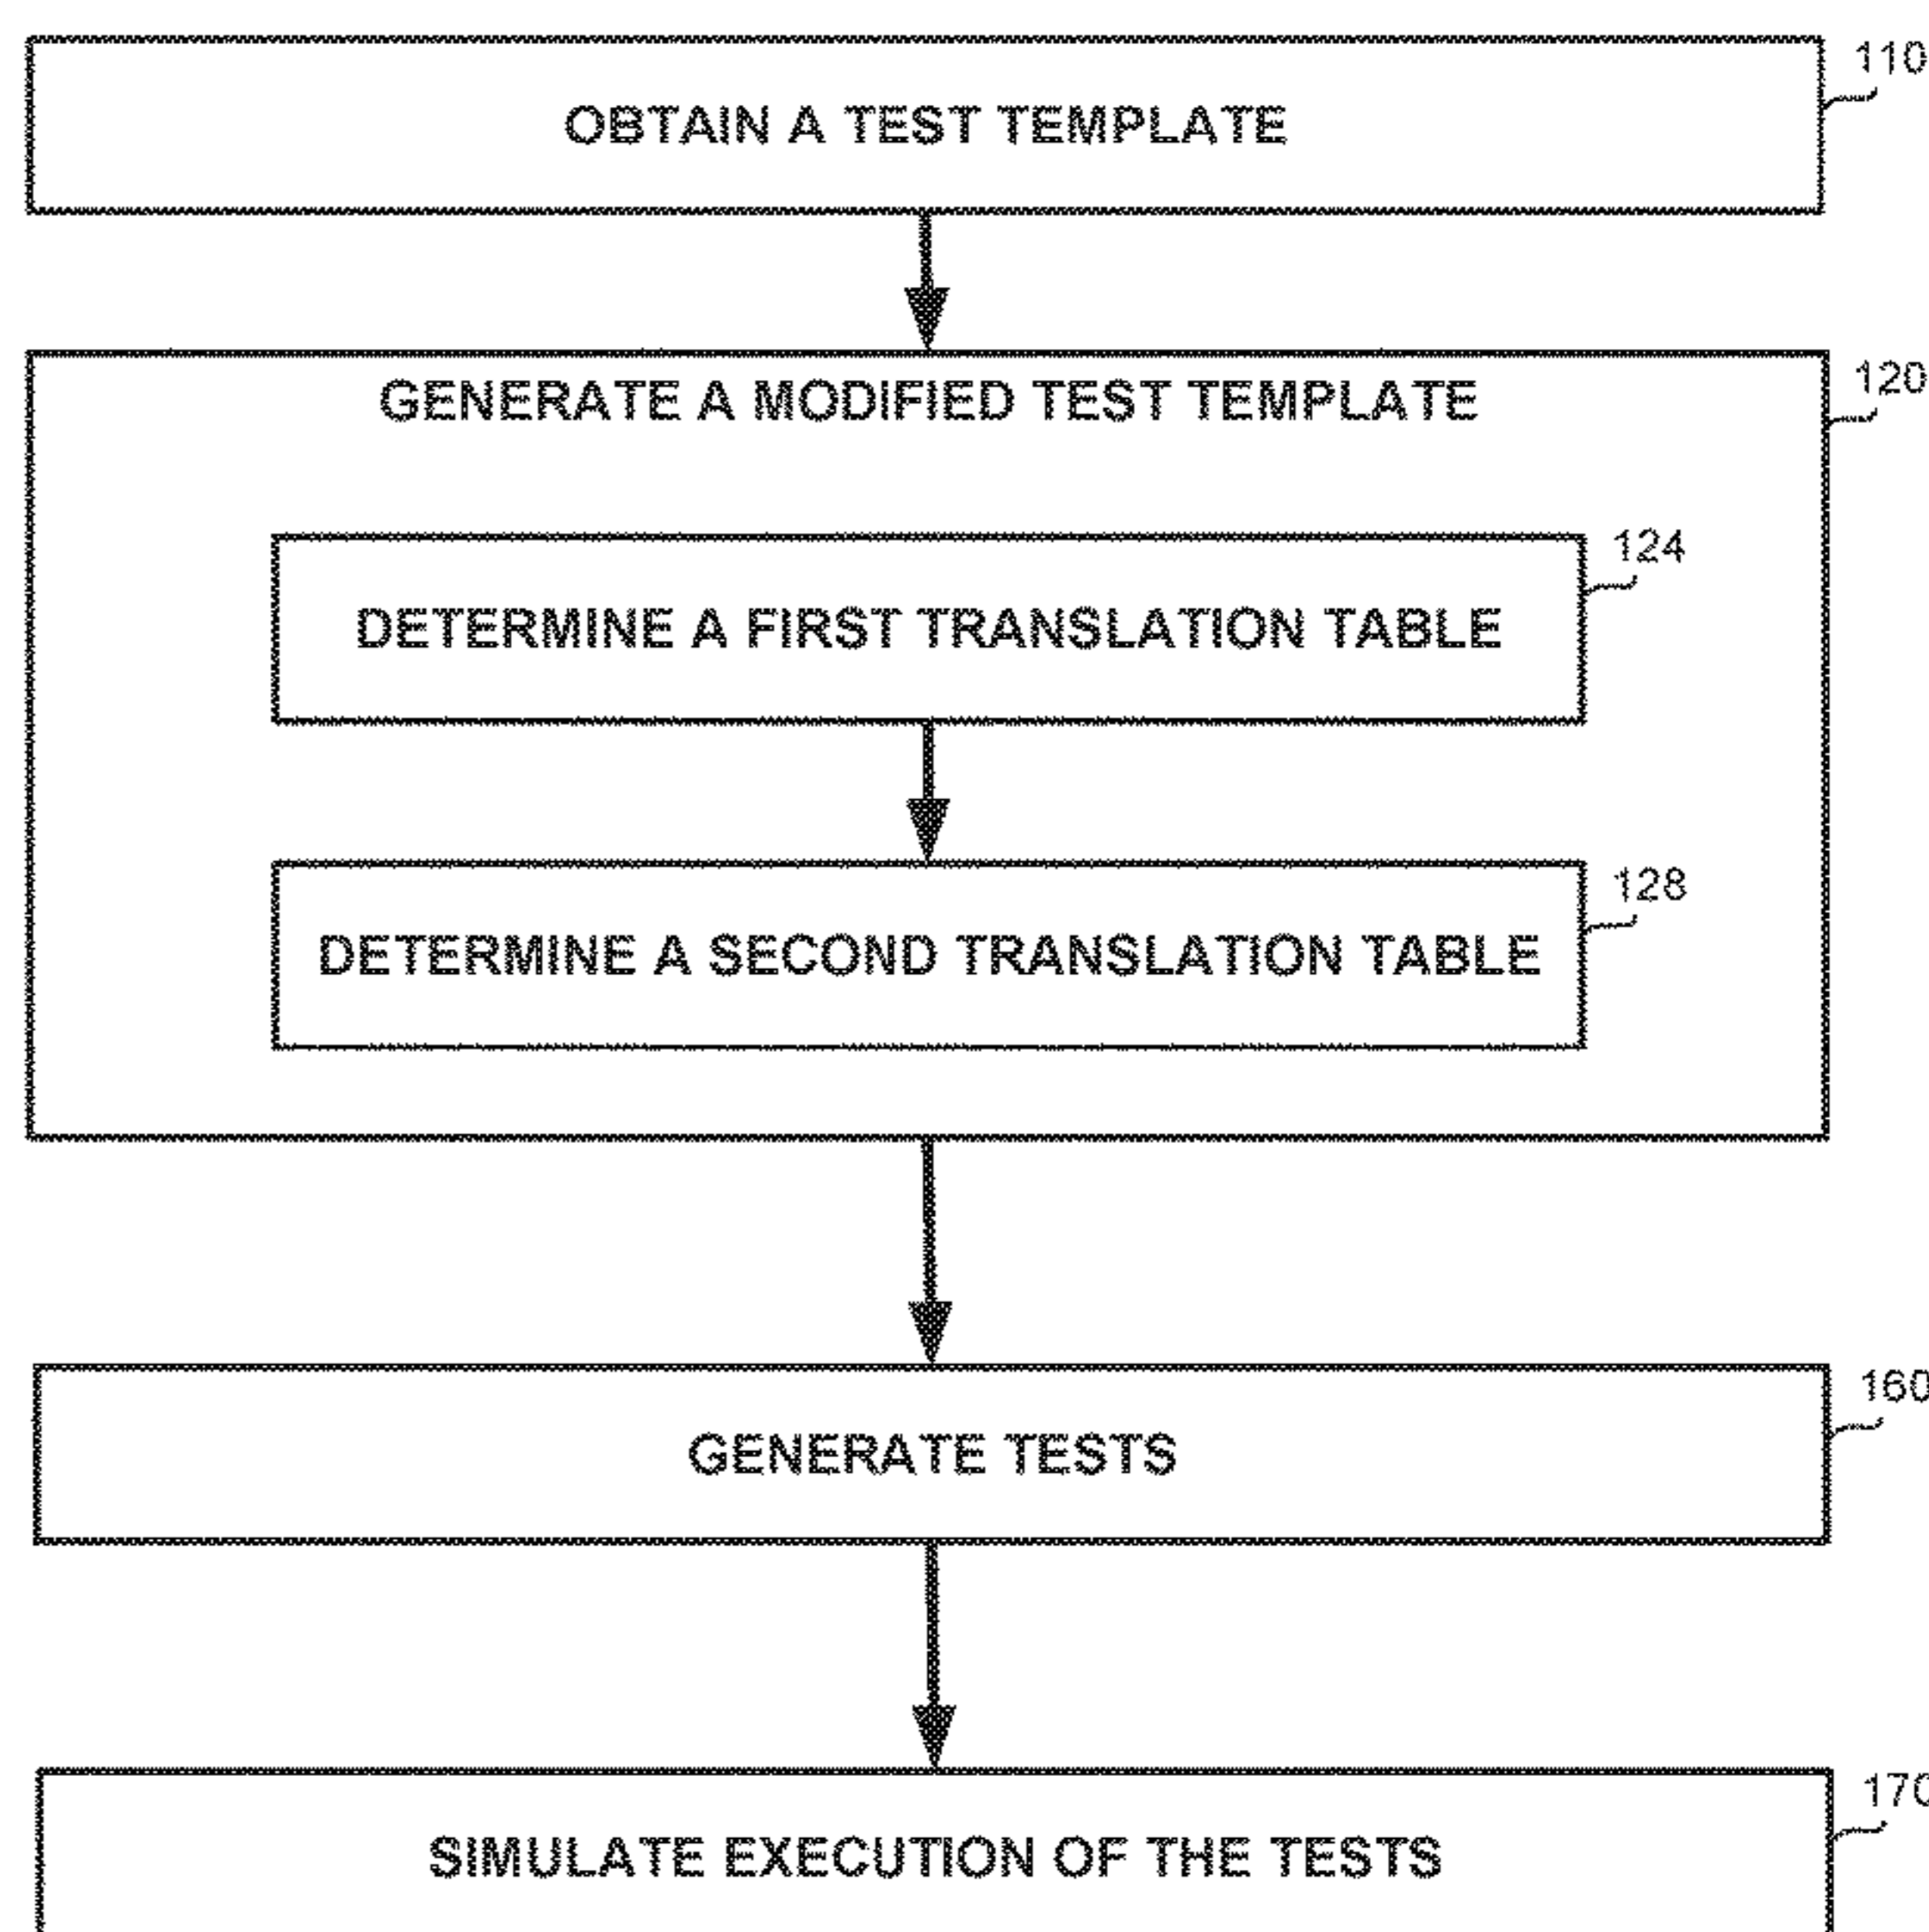 110
OBTAIN A TEST TEMPLATE
120
GENERATE A MODIFIED TEST TEMPLATE
124
DETERMINE A FIRST TRANSLATION TABLE
128
DETERMINE A SECOND TRANSLATION TABLE
160
GENERATE TESTS
170
SIMULATE EXECUTION OF THE TESTS